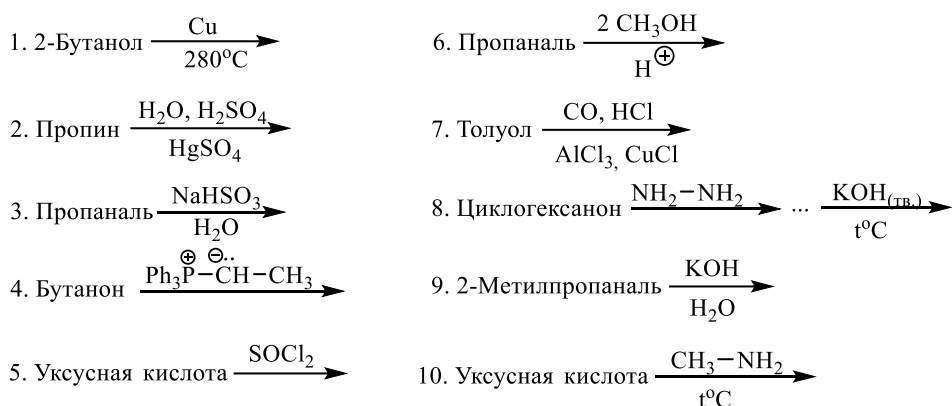 1. 2-Бутанол
Cu
280°C
2. Пропин
H₂O, H₂SO₄
HgSO₄
3. Пропаналь
NaHSO₃
H₂O
4. Бутанон
Ph₃P⊕–CH⊖··–CH₃
5. Уксусная кислота
SOCl₂
6. Пропаналь
2 CH₃OH
H⊕
7. Толуол
CO, HCl
AlCl₃, CuCl
8. Циклогексанон
NH₂–NH₂
...
KOH(тв.)
t°C
9. 2-Метилпропаналь
KOH
H₂O
10. Уксусная кислота
CH₃–NH₂
t°C